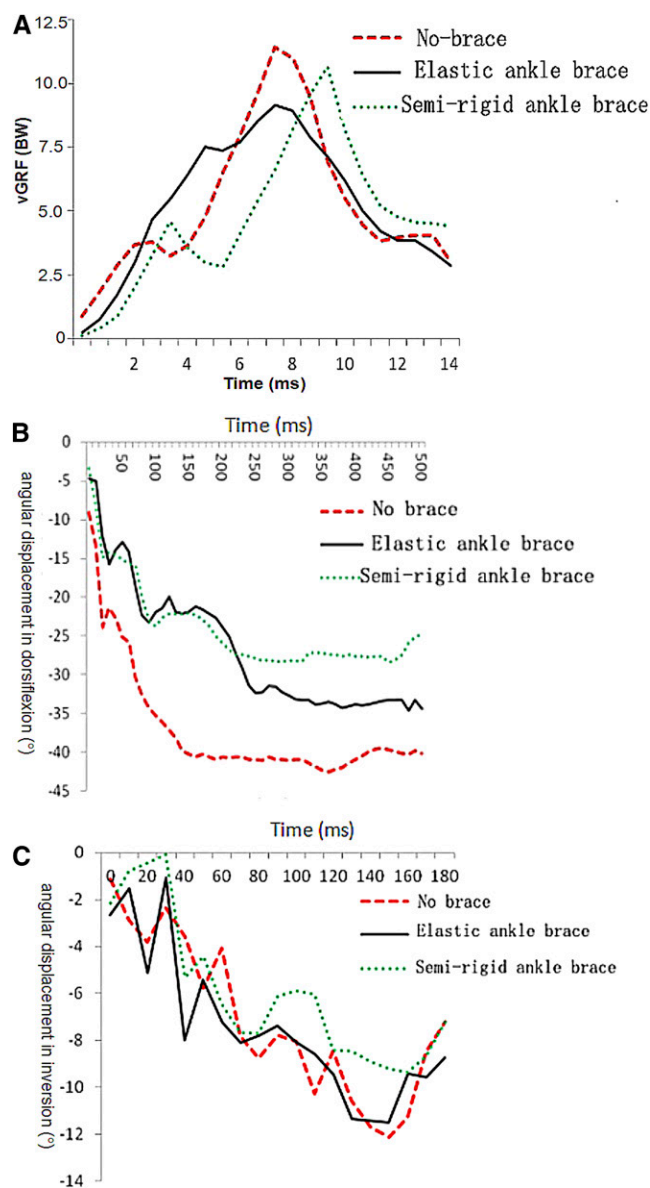 A
12.5
10.0
7.5
5.0
2.5
0
vGRF (BW)
No-brace
Elastic ankle brace
Semi-rigid ankle brace
2 4 6 8 10 12 14
Time (ms)
B
Time (ms)
0
-5
-10
-15
-20
-25
-30
-35
-40
-45
50 100 150 200 250 300 350 400 450 500
angular displacement in dorsiflexion (°)
No brace
Elastic ankle brace
Semi-rigid ankle brace
C
Time (ms)
0
-2
-4
-6
-8
-10
-12
-14
0 20 40 60 80 100 120 140 160 180
angular displacement in inversion (°)
No brace
Elastic ankle brace
Semi-rigid ankle brace